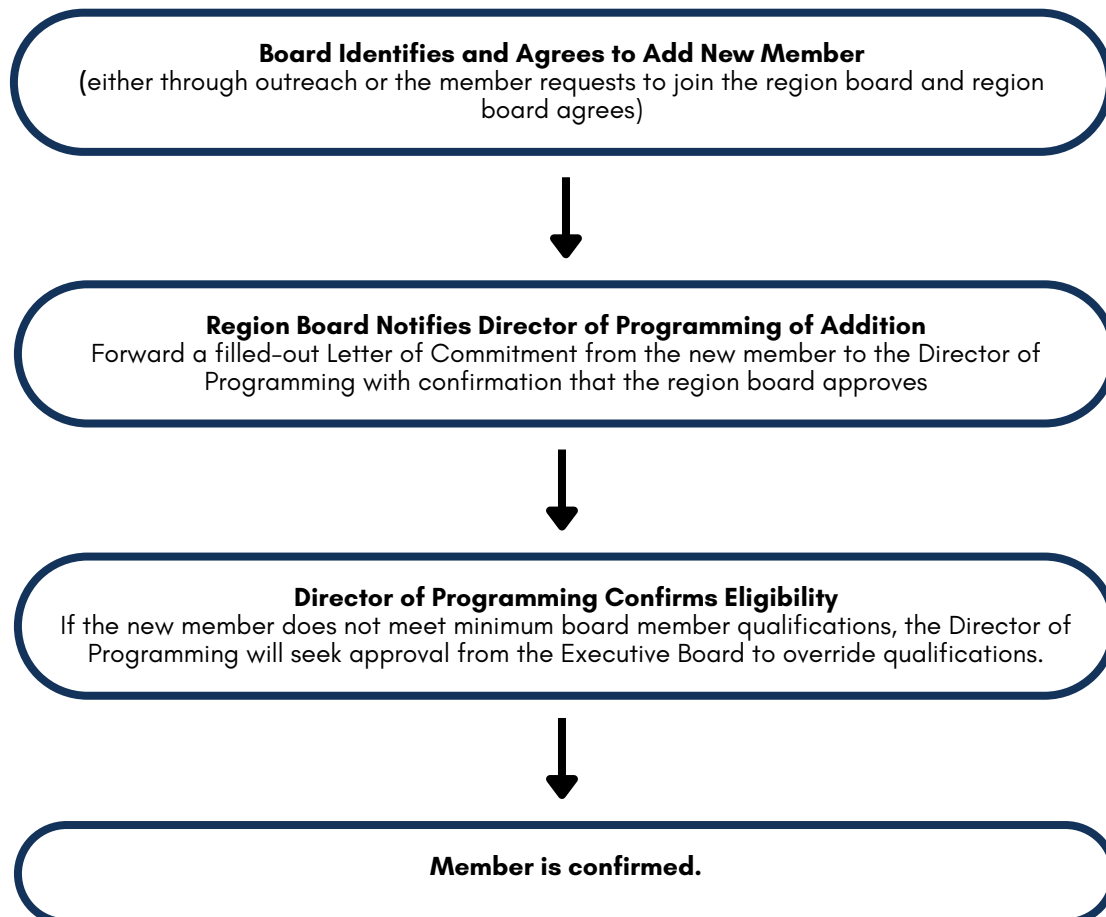 Board Identifies and Agrees to Add New Member
(either through outreach or the member requests to join the region board and region
board agrees)
Region Board Notifies Director of Programming of Addition
Forward a filled-out Letter of Commitment from the new member to the Director of
Programming with confirmation that the region board approves
Director of Programming Confirms Eligibility
If the new member does not meet minimum board member qualifications, the Director of
Programming will seek approval from the Executive Board to override qualifications.
Member is confirmed.